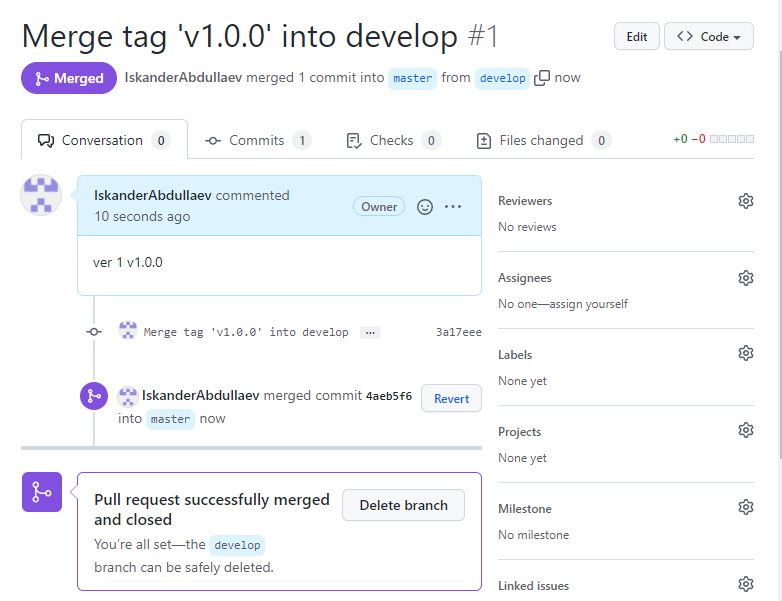 Merge tag 'v1.0.0' into develop #1
Edit
<> Code
Merged
IskanderAbdullaev merged 1 commit into master from develop now
Conversation 0
Commits 1
Checks 0
Files changed 0
+0 −0
IskanderAbdullaev commented
10 seconds ago
Owner
ver 1 v1.0.0
Merge tag 'v1.0.0' into develop ...
3a17eee
IskanderAbdullaev merged commit 4aeb5f6
into master now
Revert
Pull request successfully merged
and closed
You're all set—the develop
branch can be safely deleted.
Delete branch
Reviewers
No reviews
Assignees
No one—assign yourself
Labels
None yet
Projects
None yet
Milestone
No milestone
Linked issues